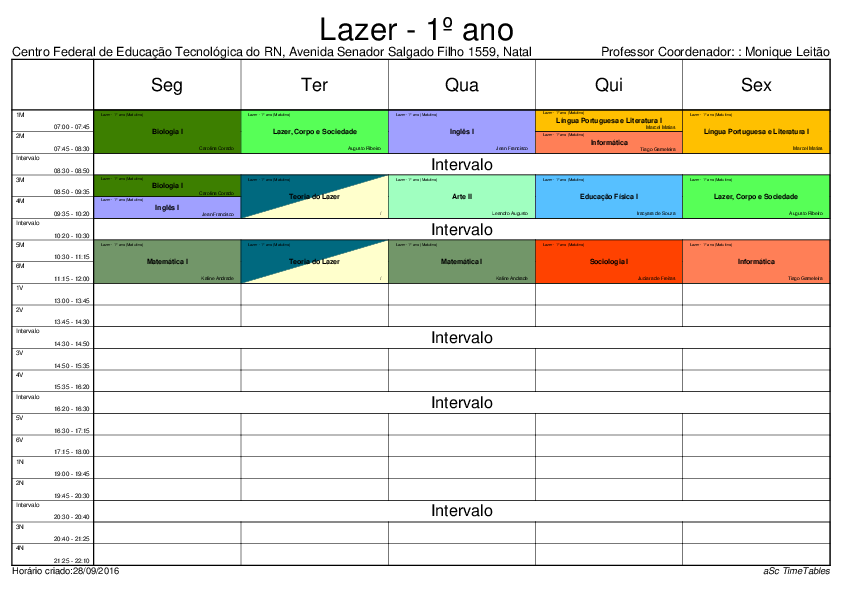 Lazer - 1º ano
Centro Federal de Educação Tecnológica do RN, Avenida Senador Salgado Filho 1559, Natal Professor Coordenador: : Monique Leitão
Seg Ter Qua Qui Sex
1M 07:00 - 07:45
2M 07:45 - 08:30
Lazer - 1º ano (Matutino)
Biologia I
Lazer - 1º ano (Matutino)
Lazer, Corpo e Sociedade
Augusto Ribeiro
Lazer - 1º ano (Matutino)
Inglês I
Jean Francisco
Lazer - 1º ano (Matutino)
Língua Portuguesa e Literatura I
Marcel Matias
Lazer - 1º ano (Matutino)
Informática
Tiago Gameleira
Lazer - 1º ano (Matutino)
Língua Portuguesa e Literatura I
Marcel Matias
Intervalo 08:30 - 08:50
Intervalo
3M 08:50 - 09:35
4M 09:35 - 10:20
Lazer - 1º ano (Matutino)
Biologia I
Lazer - 1º ano (Matutino)
Inglês I
Jean Francisco
Lazer - 1º ano (Matutino)
Teoria do Lazer
/
Lazer - 1º ano (Matutino)
Arte II
Leandro Augusto
Lazer - 1º ano (Matutino)
Educação Física I
de Souza
Lazer - 1º ano (Matutino)
Lazer, Corpo e Sociedade
Augusto Ribeiro
Intervalo 10:20 - 10:30
Intervalo
5M 10:30 - 11:15
6M 11:15 - 12:00
Lazer - 1º ano (Matutino)
Matemática I
Keline Andrade
Lazer - 1º ano (Matutino)
Teoria do Lazer
/
Lazer - 1º ano (Matutino)
Matemática I
Keline Andrade
Lazer - 1º ano (Matutino)
Sociologia I
de Freitas
Lazer - 1º ano (Matutino)
Informática
Tiago Gameleira
1V 13:00 - 13:45
2V 13:45 - 14:30
Intervalo 14:30 - 14:50
Intervalo
3V 14:50 - 15:35
4V 15:35 - 16:20
Intervalo 16:20 - 16:30
Intervalo
5V 16:30 - 17:15
6V 17:15 - 18:00
1N 19:00 - 19:45
2N 19:45 - 20:30
Intervalo 20:30 - 20:40
Intervalo
3N 20:40 - 21:25
4N 21:25 - 22:10
Horário criado:28/09/2016 aSc TimeTables